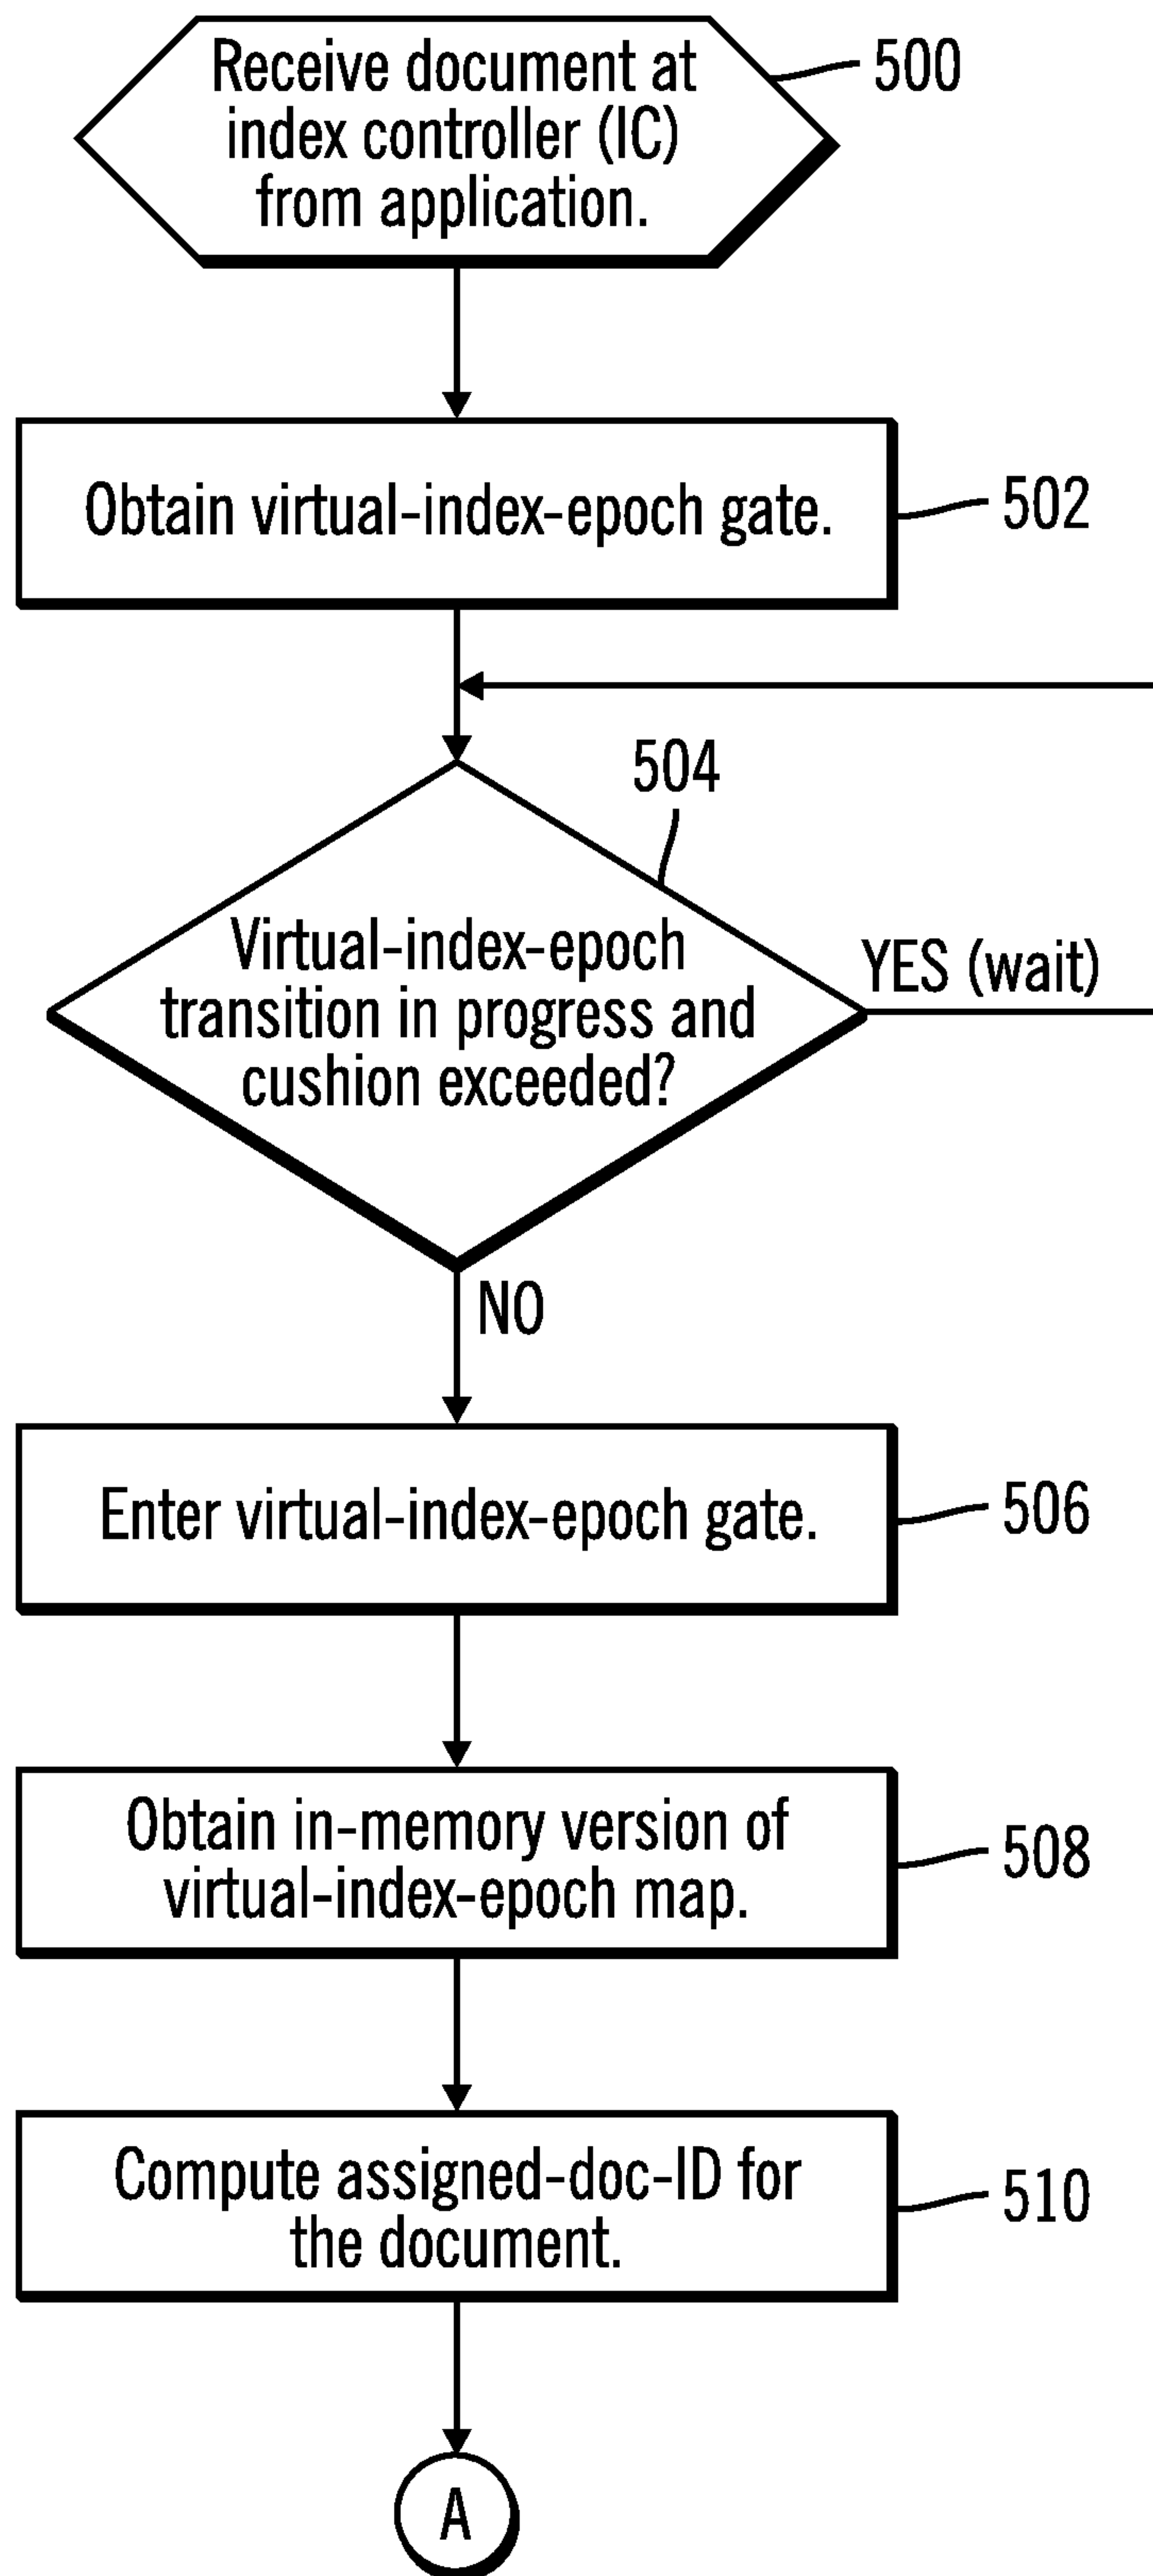 Receive document at
index controller (IC)
from application.
500
Obtain virtual-index-epoch gate.
502
504
Virtual-index-epoch
transition in progress and
cushion exceeded?
YES (wait)
NO
Enter virtual-index-epoch gate.
506
Obtain in-memory version of
virtual-index-epoch map.
508
Compute assigned-doc-ID for
the document.
510
A